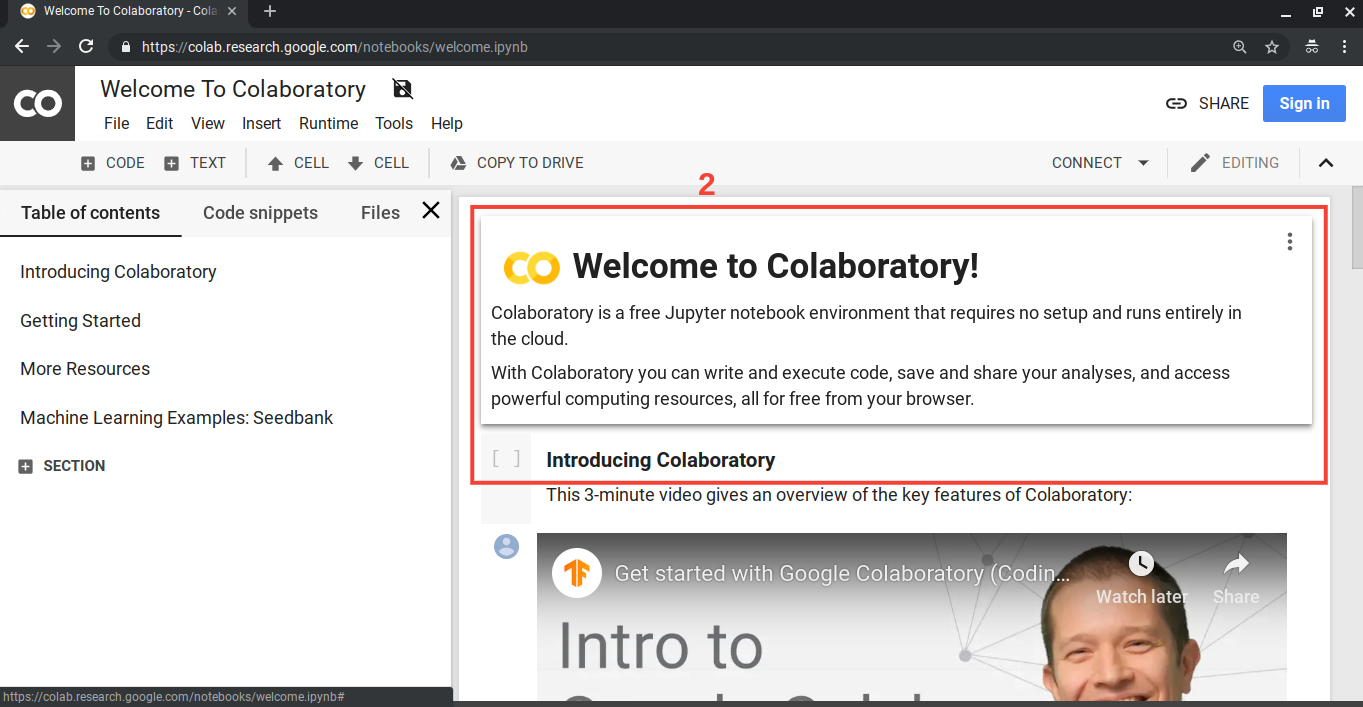 Welcome To Colaboratory - Cola
https://colab.research.google.com/notebooks/welcome.ipynb
CO
Welcome To Colaboratory
File Edit View Insert Runtime Tools Help
SHARE
Sign in
CODE TEXT CELL CELL COPY TO DRIVE
CONNECT EDITING
2
Table of contents Code snippets Files
Introducing Colaboratory
Getting Started
More Resources
Machine Learning Examples: Seedbank
SECTION
CO Welcome to Colaboratory!
Colaboratory is a free Jupyter notebook environment that requires no setup and runs entirely in
the cloud.
With Colaboratory you can write and execute code, save and share your analyses, and access
powerful computing resources, all for free from your browser.
[ ] Introducing Colaboratory
This 3-minute video gives an overview of the key features of Colaboratory:
Get started with Google Colaboratory (Codin...
Watch later Share
Intro to
https://colab.research.google.com/notebooks/welcome.ipynb#